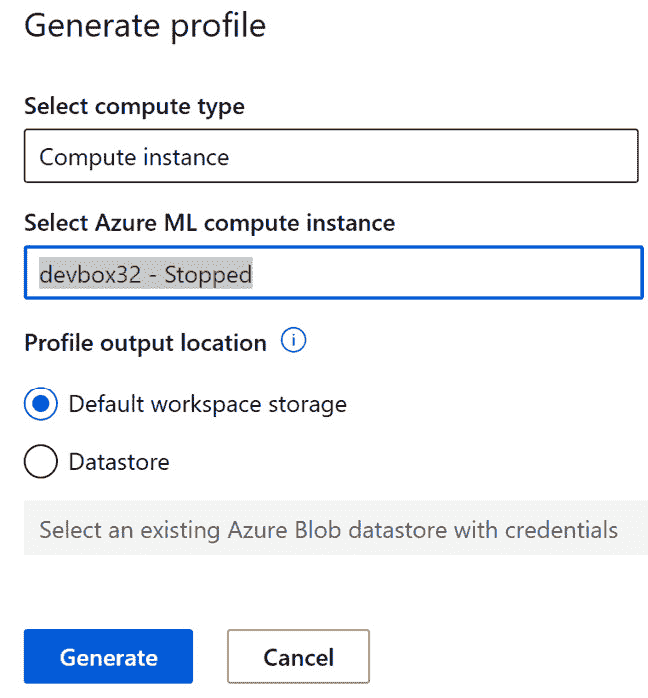 Generate profile
Select compute type
Compute instance
Select Azure ML compute instance
devbox32 - Stopped
Profile output location
Default workspace storage
Datastore
Select an existing Azure Blob datastore with credentials
Generate Cancel